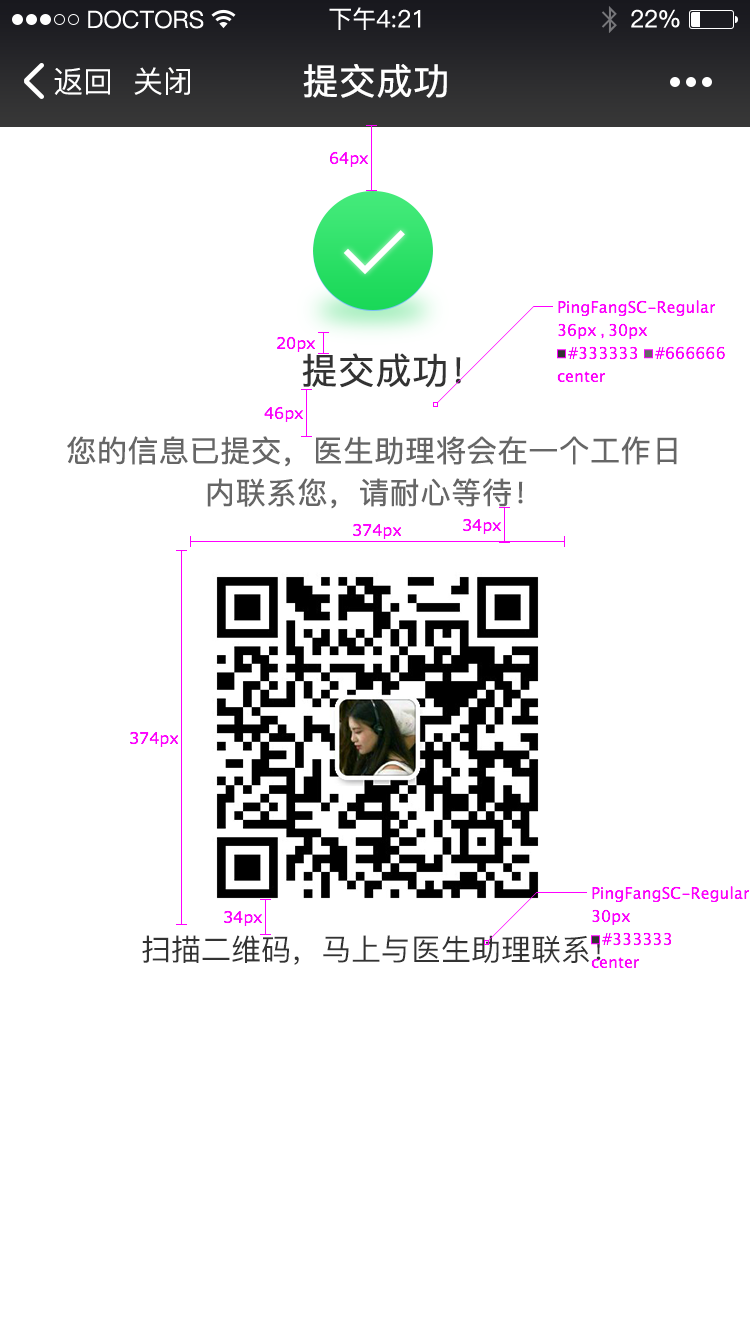 DOCTORS 下午4:21 22%
返回 关闭 提交成功
64px
PingFangSC-Regular
36px , 30px
#333333 #666666
center
20px
提交成功！
46px
您的信息已提交，医生助理将会在一个工作日
内联系您，请耐心等待！
34px
374px
374px
PingFangSC-Regular
30px
#333333
center
34px
扫描二维码，马上与医生助理联系！